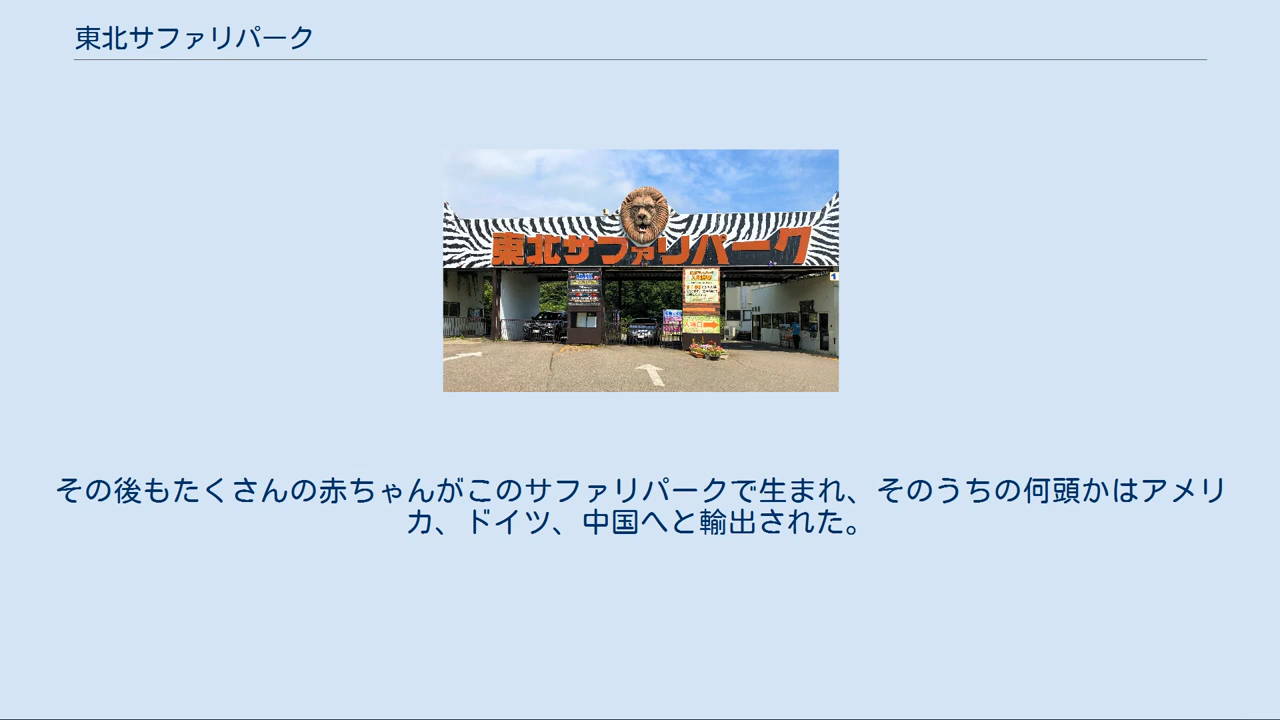 東北サファリパーク
東北サファリパーク
入場口
その後もたくさんの赤ちゃんがこのサファリパークで生まれ、そのうちの何頭かはアメリ
カ、ドイツ、中国へと輸出された。